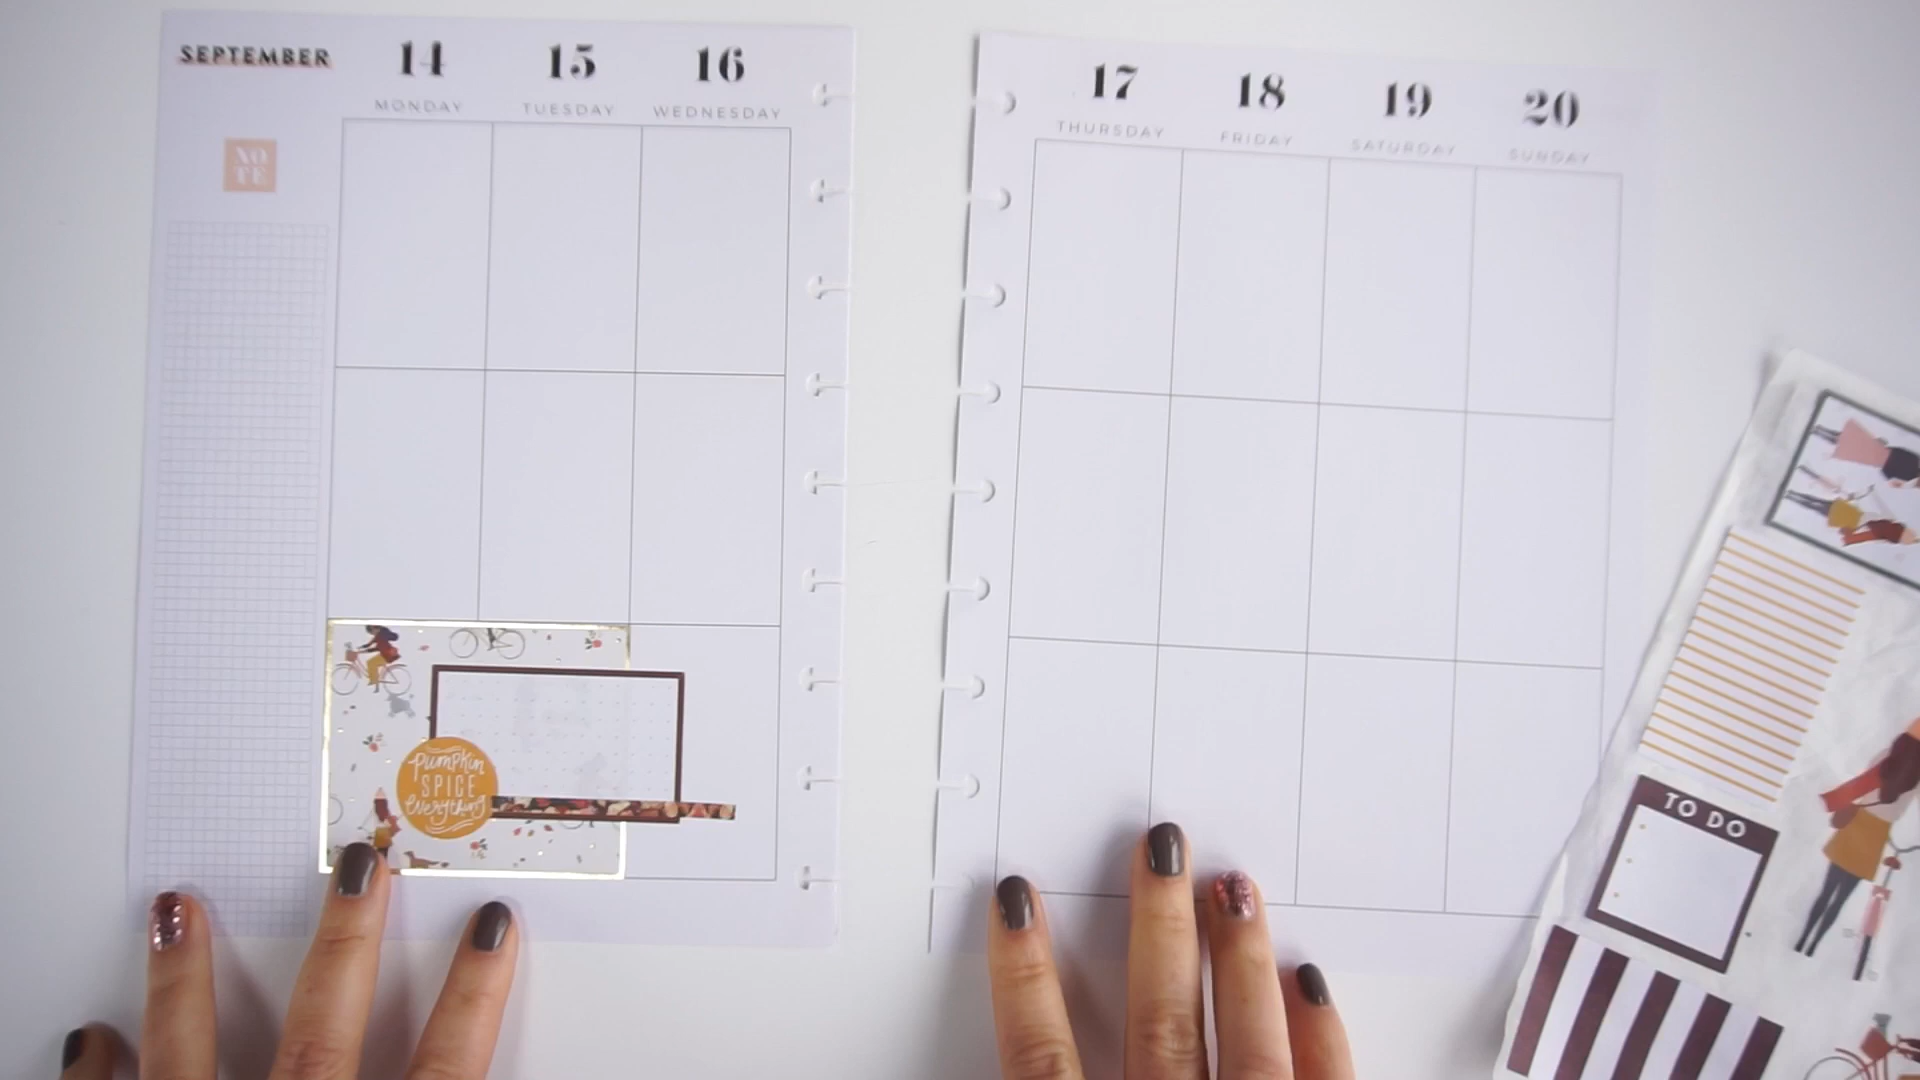 SEPTEMBER
14 15 16
MONDAY TUESDAY WEDNESDAY
17 18 19 20
THURSDAY FRIDAY SATURDAY SUNDAY
NO
TE
pumpkin
SPICE
everything
TO DO